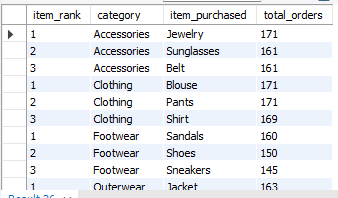 item_rank category item_purchased total_orders
1 Accessories Jewelry 171
2 Accessories Sunglasses 161
3 Accessories Belt 161
1 Clothing Blouse 171
2 Clothing Pants 171
3 Clothing Shirt 169
1 Footwear Sandals 160
2 Footwear Shoes 150
3 Footwear Sneakers 145
1 Outerwear Jacket 163